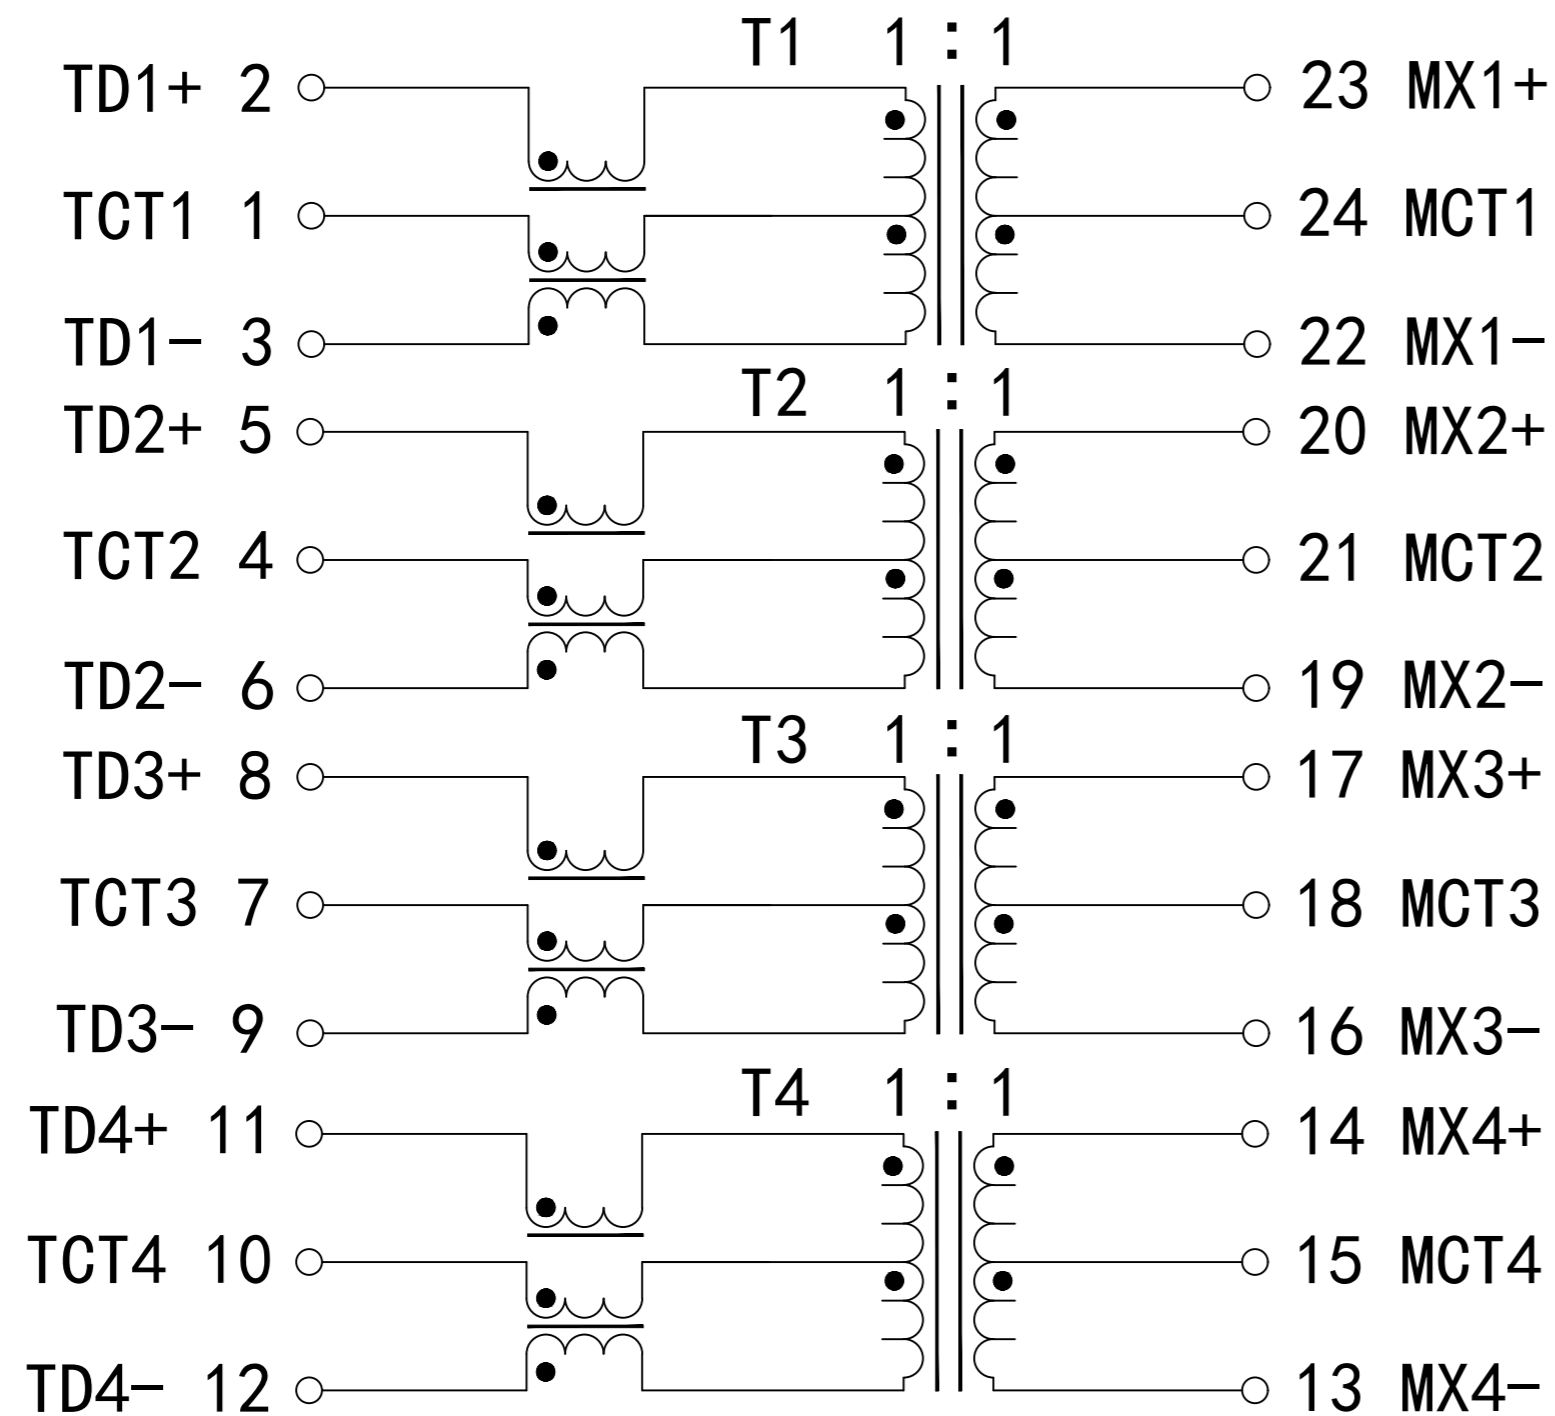 T1 1 : 1
TD1+ 2 23 MX1+
TCT1 1 24 MCT1
TD1- 3 22 MX1-
T2 1 : 1
TD2+ 5 20 MX2+
TCT2 4 21 MCT2
TD2- 6 19 MX2-
T3 1 : 1
TD3+ 8 17 MX3+
TCT3 7 18 MCT3
TD3- 9 16 MX3-
T4 1 : 1
TD4+ 11 14 MX4+
TCT4 10 15 MCT4
TD4- 12 13 MX4-